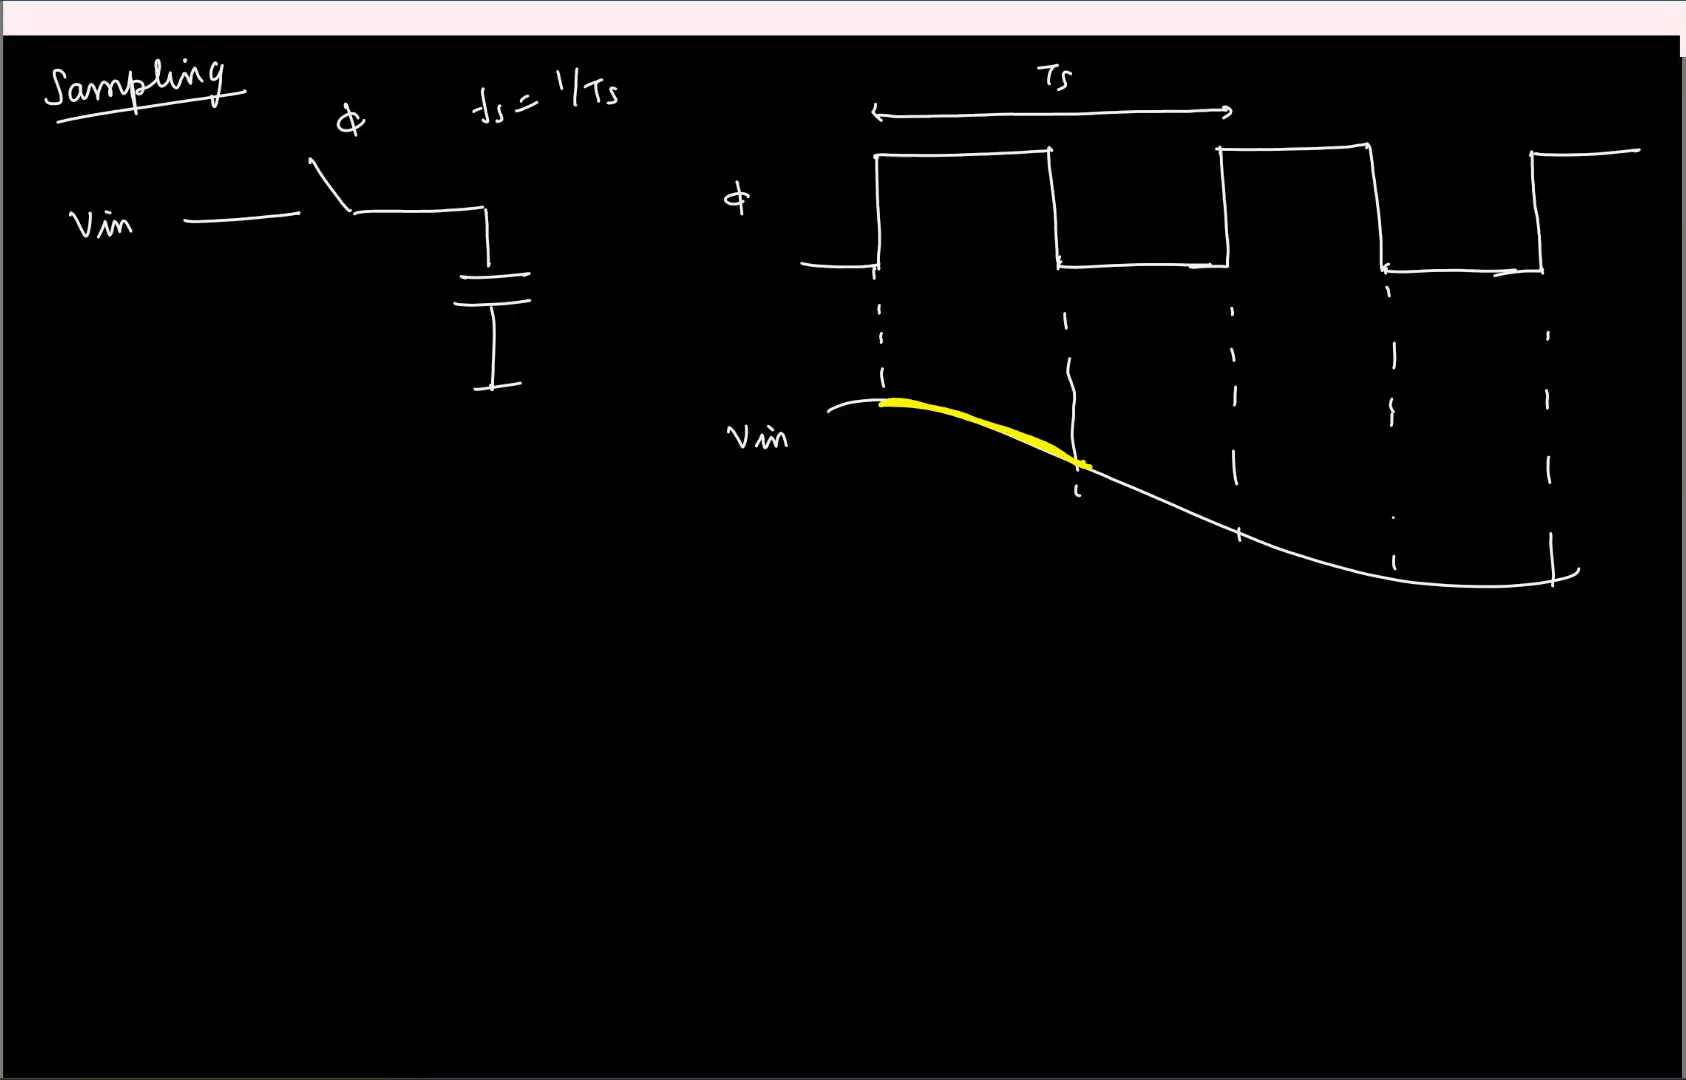 Sampling
ϕ
fs = 1/Ts
Vin
Ts
ϕ
Vin